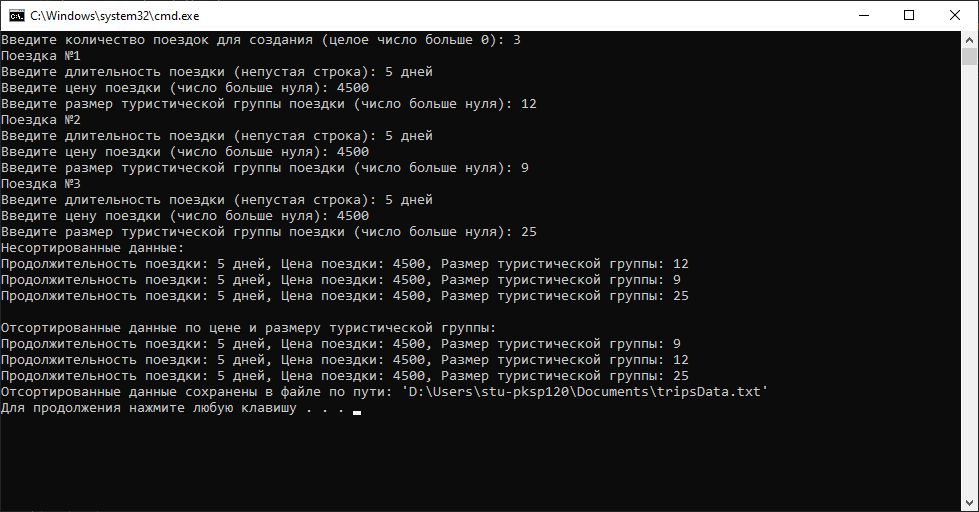 C:\Windows\system32\cmd.exe
Введите количество поездок для создания (целое число больше 0): 3
Поездка №1
Введите длительность поездки (непустая строка): 5 дней
Введите цену поездки (число больше нуля): 4500
Введите размер туристической группы поездки (число больше нуля): 12
Поездка №2
Введите длительность поездки (непустая строка): 5 дней
Введите цену поездки (число больше нуля): 4500
Введите размер туристической группы поездки (число больше нуля): 9
Поездка №3
Введите длительность поездки (непустая строка): 5 дней
Введите цену поездки (число больше нуля): 4500
Введите размер туристической группы поездки (число больше нуля): 25
Несортированные данные:
Продолжительность поездки: 5 дней, Цена поездки: 4500, Размер туристической группы: 12
Продолжительность поездки: 5 дней, Цена поездки: 4500, Размер туристической группы: 9
Продолжительность поездки: 5 дней, Цена поездки: 4500, Размер туристической группы: 25
Отсортированные данные по цене и размеру туристической группы:
Продолжительность поездки: 5 дней, Цена поездки: 4500, Размер туристической группы: 9
Продолжительность поездки: 5 дней, Цена поездки: 4500, Размер туристической группы: 12
Продолжительность поездки: 5 дней, Цена поездки: 4500, Размер туристической группы: 25
Отсортированные данные сохранены в файле по пути: 'D:\Users\stu-pksp120\Documents\tripsData.txt'
Для продолжения нажмите любую клавишу . . .